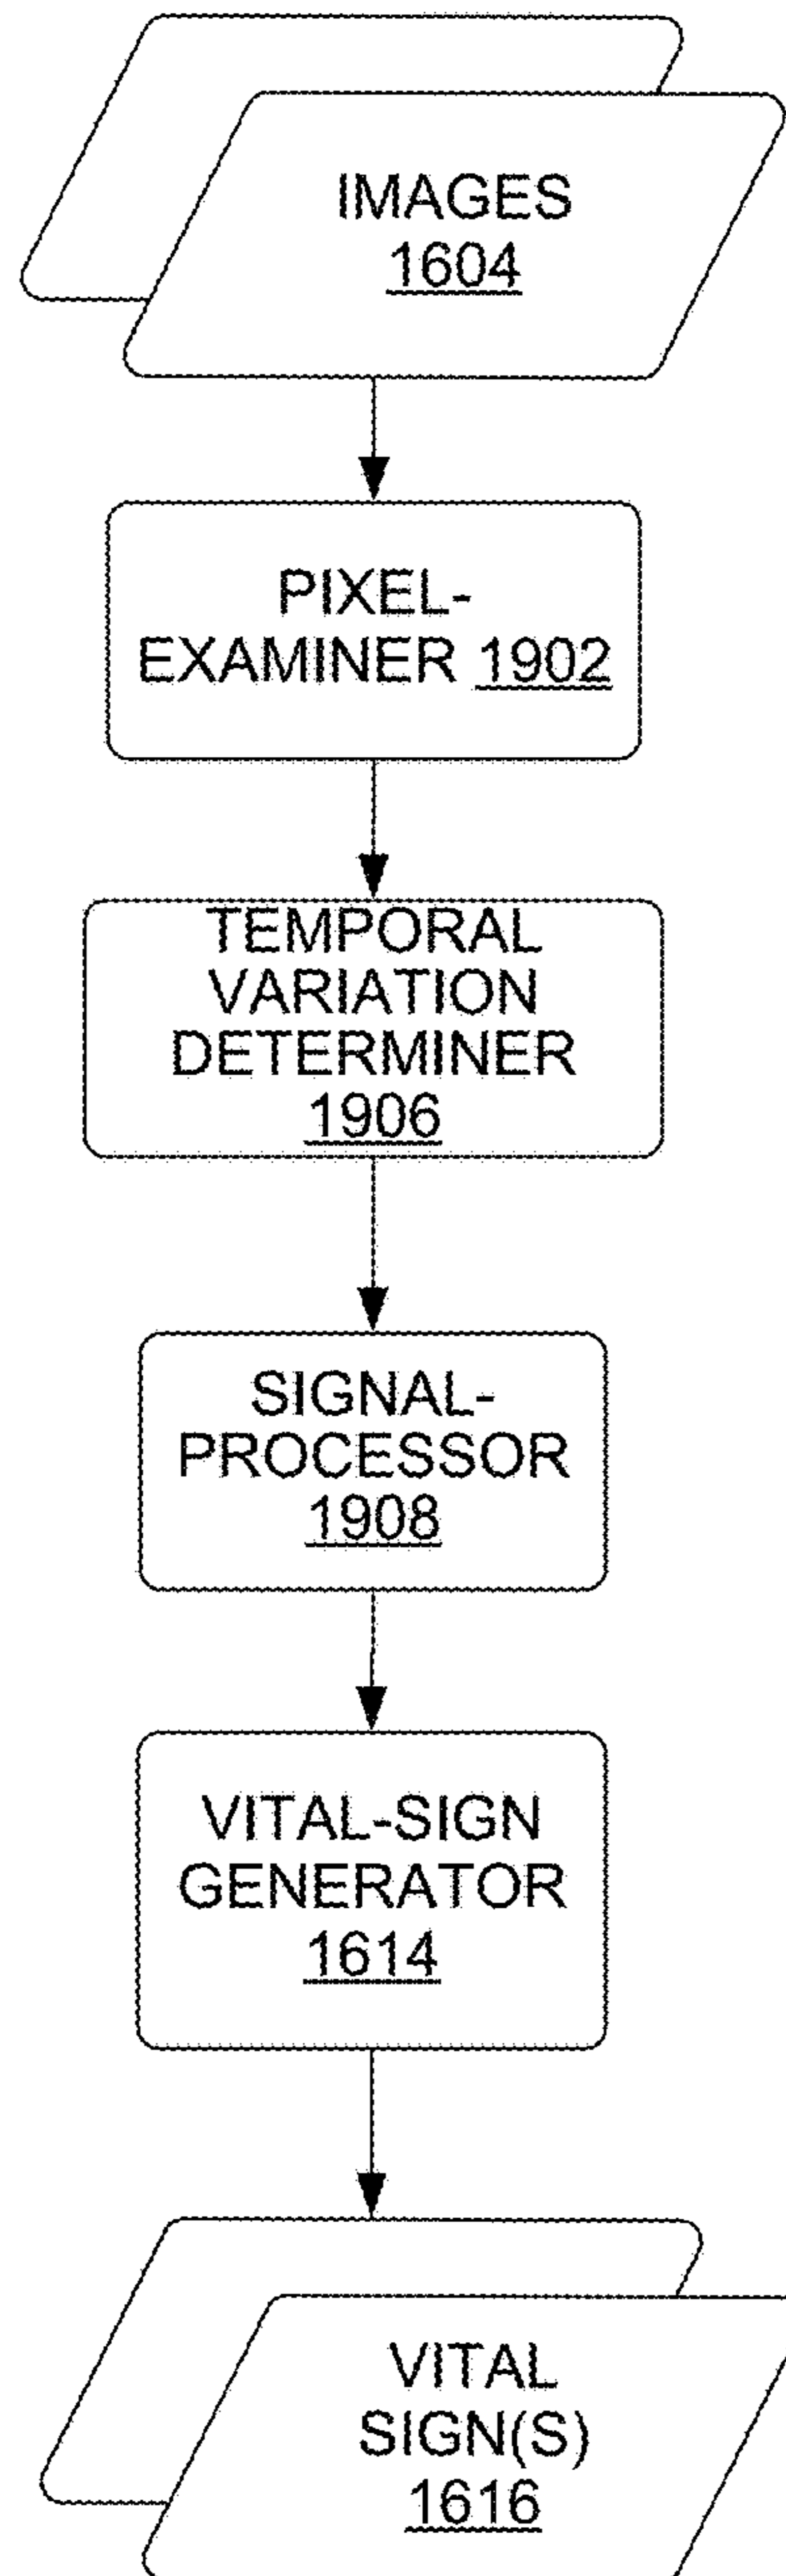 IMAGES
1604
PIXEL-
EXAMINER 1902
TEMPORAL
VARIATION
DETERMINER
1906
SIGNAL-
PROCESSOR
1908
VITAL-SIGN
GENERATOR
1614
VITAL
SIGN(S)
1616